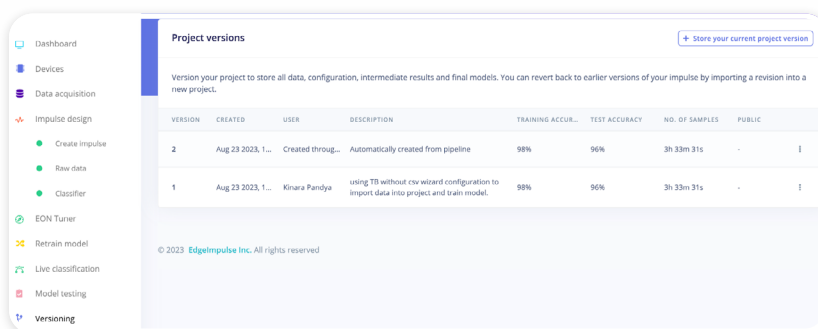 Dashboard
Devices
Data acquisition
Impulse design
Create impulse
Raw data
Classifier
EON Tuner
Retrain model
Live classification
Model testing
Versioning
Project versions
+ Store your current project version
Version your project to store all data, configuration, intermediate results and final models. You can revert back to earlier versions of your impulse by importing a revision into a
new project.
VERSION CREATED USER DESCRIPTION TRAINING ACCUR... TEST ACCURACY NO. OF SAMPLES PUBLIC
2 Aug 23 2023, 1... Created throug... Automatically created from pipeline 98% 96% 3h 33m 31s -
1 Aug 23 2023, 1... Kinara Pandya using TB without csv wizard configuration to 98% 96% 3h 33m 31s -
import data into project and train model.
© 2023 EdgeImpulse Inc. All rights reserved